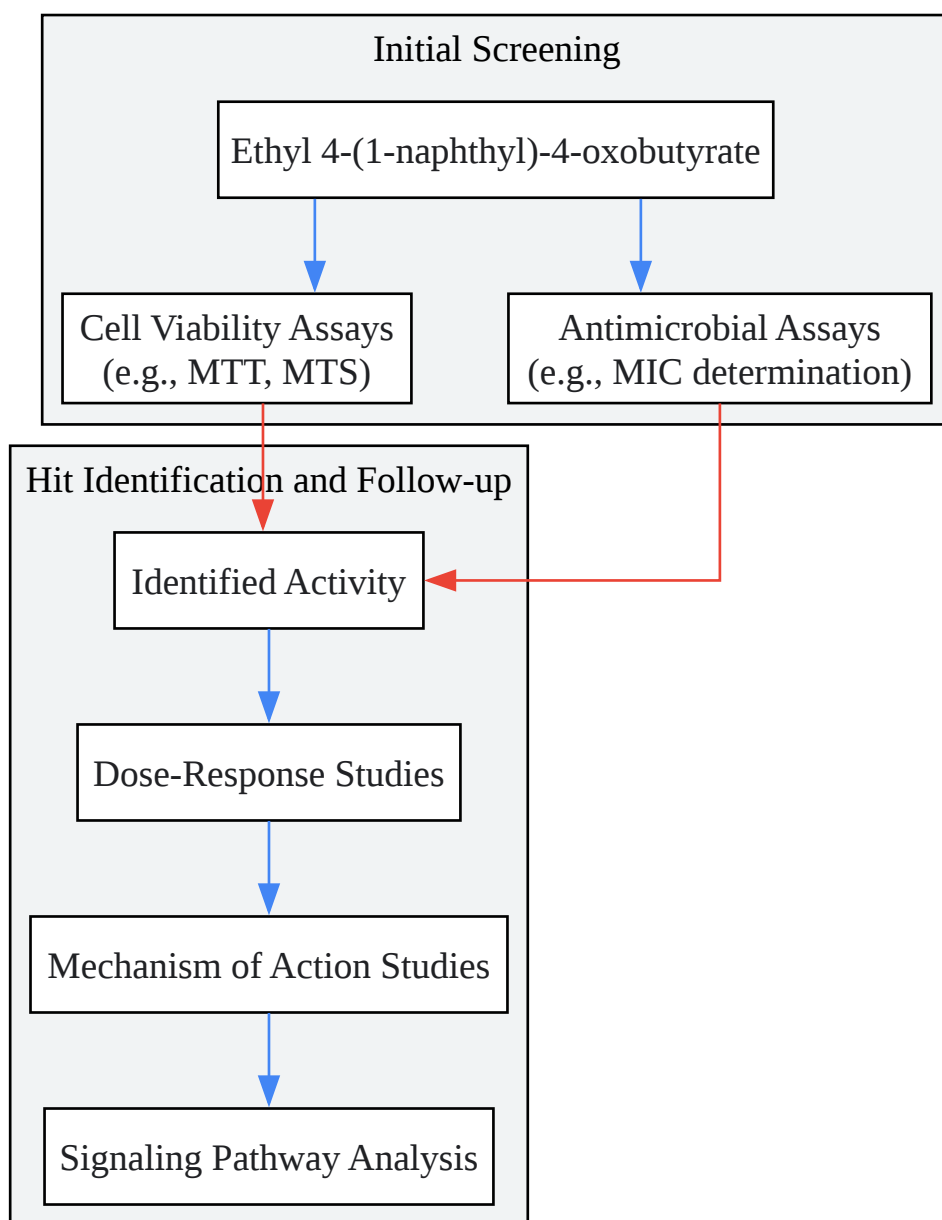 Initial Screening
Ethyl 4-(1-naphthyl)-4-oxobutyrate
Cell Viability Assays
(e.g., MTT, MTS)
Antimicrobial Assays
(e.g., MIC determination)
Hit Identification and Follow-up
Identified Activity
Dose-Response Studies
Mechanism of Action Studies
Signaling Pathway Analysis